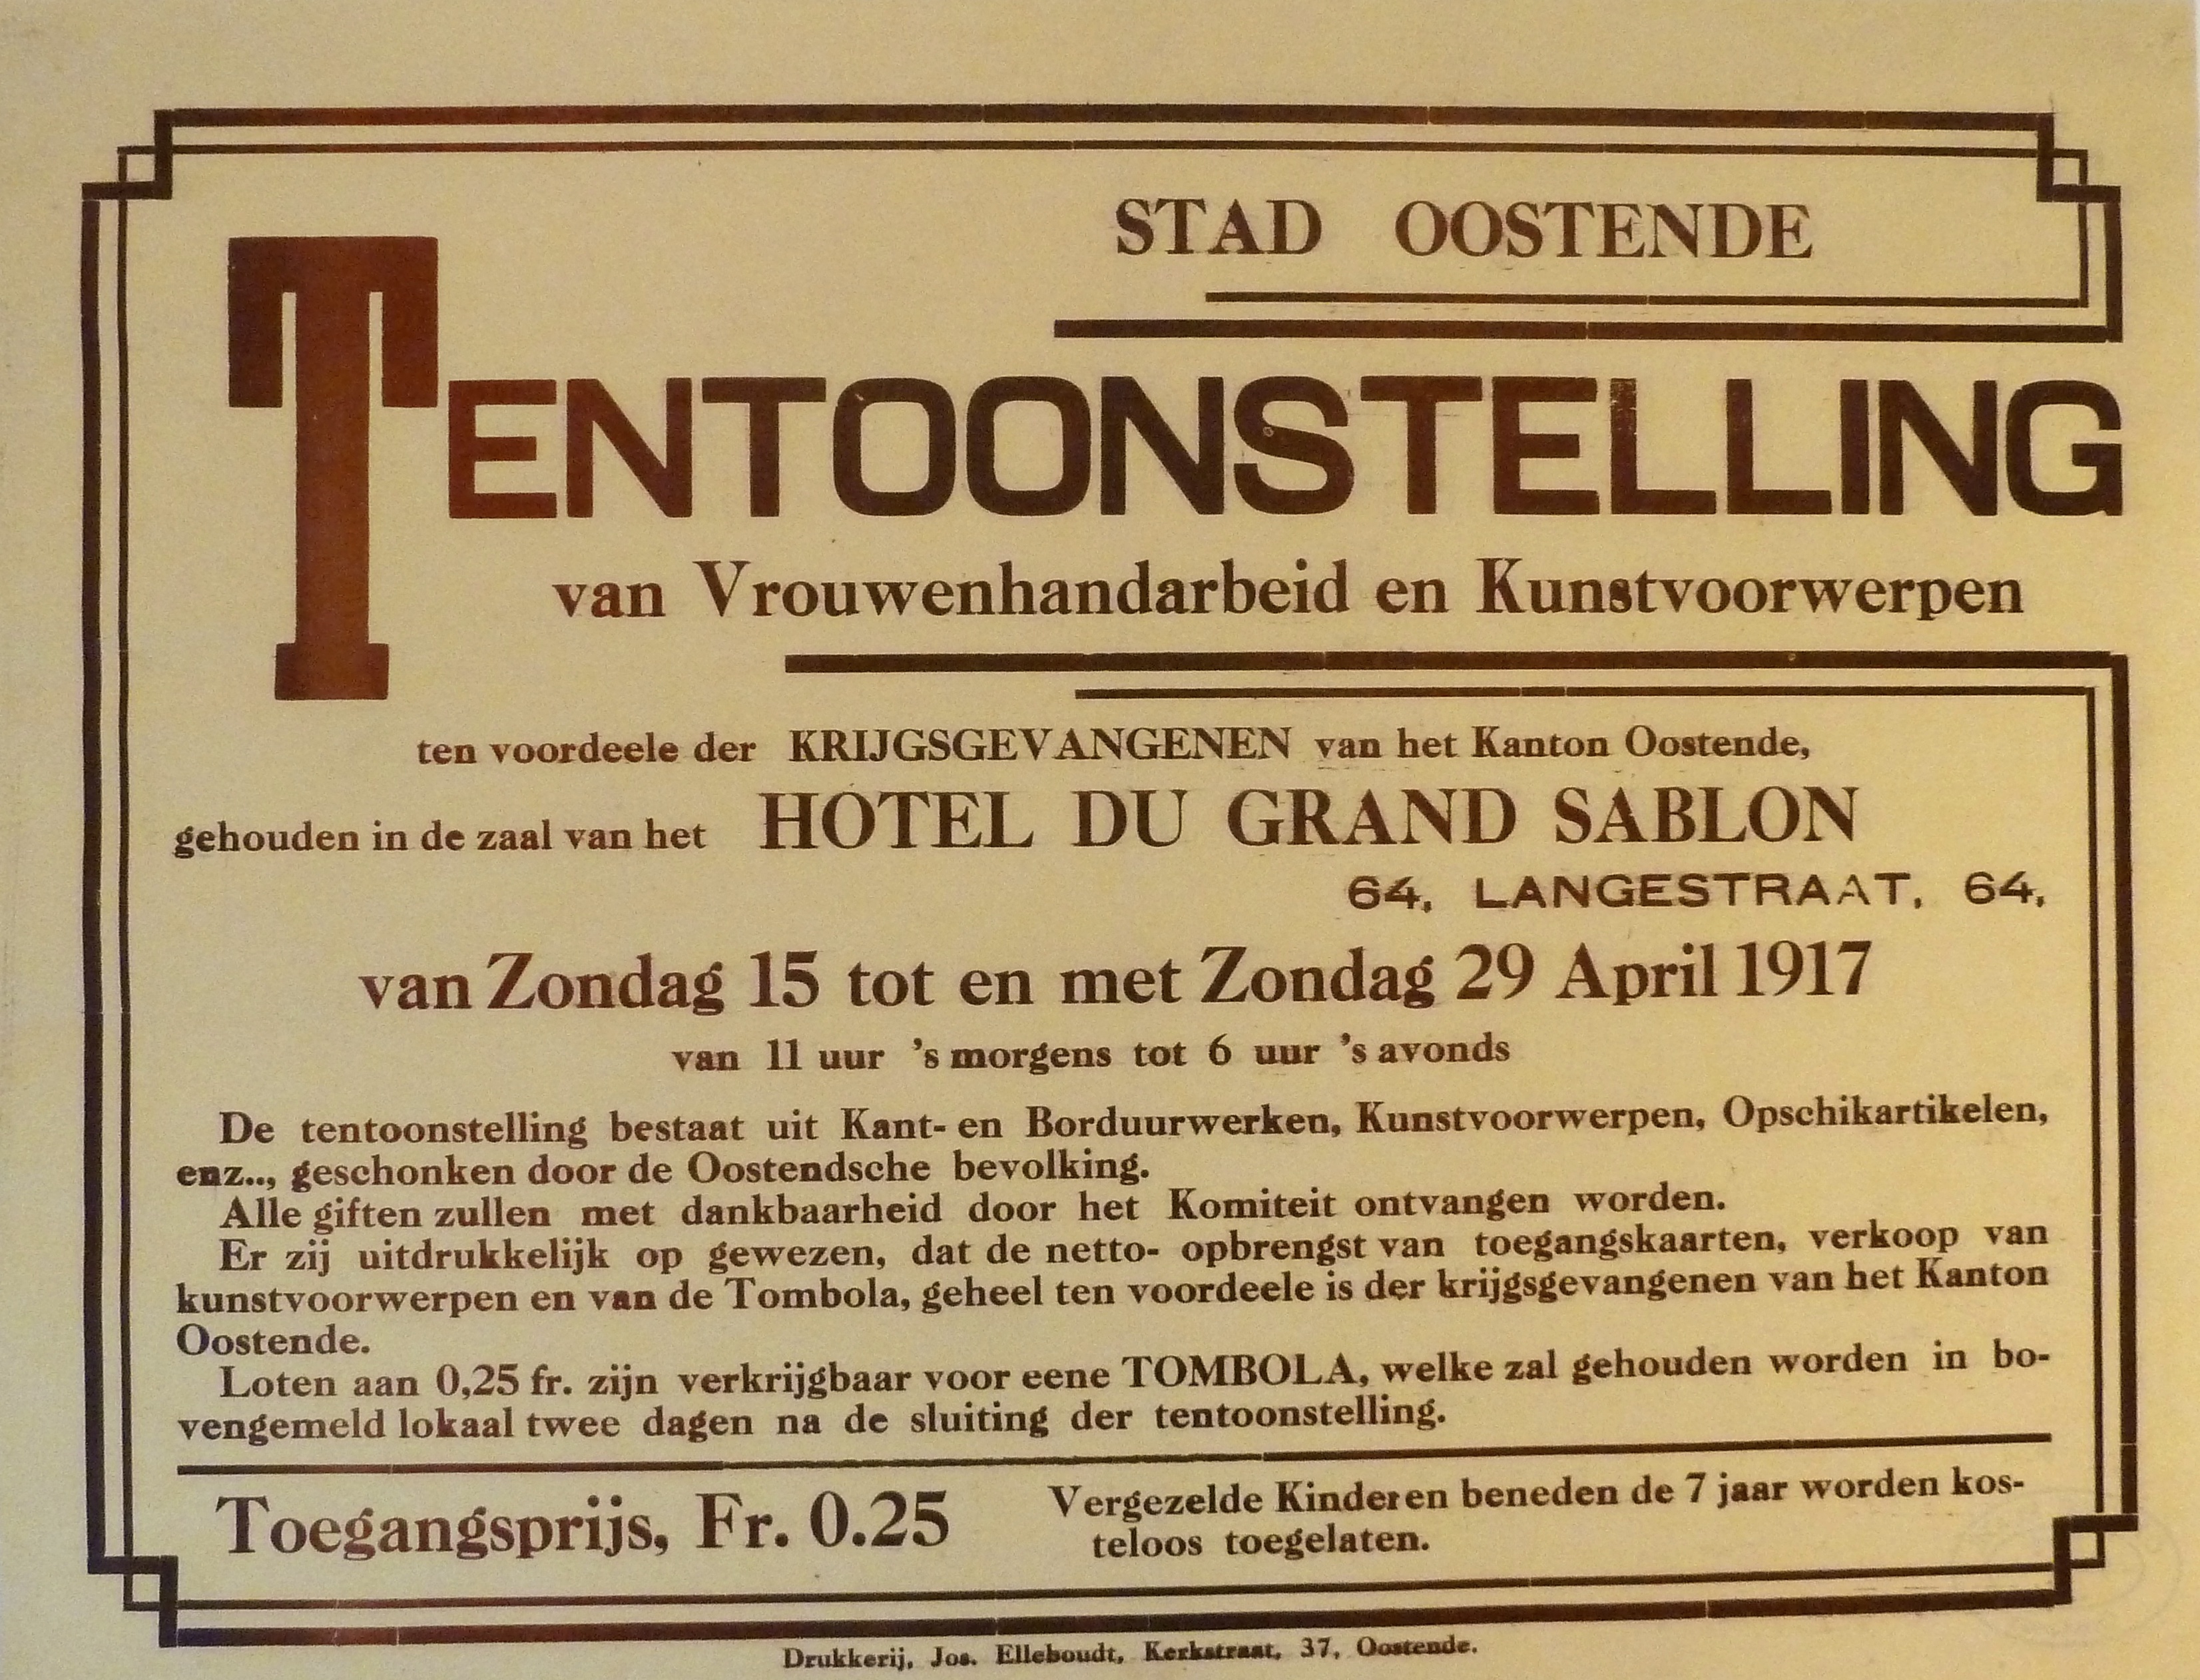 STAD OOSTENDE
TENTOONSTELLING
van Vrouwenhandarbeid en Kunstvoorwerpen
ten voordeele der KRIJGSGEVANGENEN van het Kanton Oostende,
gehouden in de zaal van het HOTEL DU GRAND SABLON
64, LANGESTRAAT, 64,
van Zondag 15 tot en met Zondag 29 April 1917
van 11 uur 's morgens tot 6 uur 's avonds
De tentoonstelling bestaat uit Kant- en Borduurwerken, Kunstvoorwerpen, Opschikartikelen,
enz.., geschonken door de Oostendsche bevolking.
Alle giften zullen met dankbaarheid door het Komiteit ontvangen worden.
Er zij uitdrukkelijk op gewezen, dat de netto- opbrengst van toegangskaarten, verkoop van
kunstvoorwerpen en van de Tombola, geheel ten voordeele is der krijgsgevangenen van het Kanton
Oostende.
Loten aan 0,25 fr. zijn verkrijgbaar voor eene TOMBOLA, welke zal gehouden worden in bo-
vengemeld lokaal twee dagen na de sluiting der tentoonstelling.
Toegangsprijs, Fr. 0.25
Vergezelde Kinderen beneden de 7 jaar worden kos-
teloos toegelaten.
Drukkerij, Jos. Elleboudt, Kerkstraat, 37, Oostende.